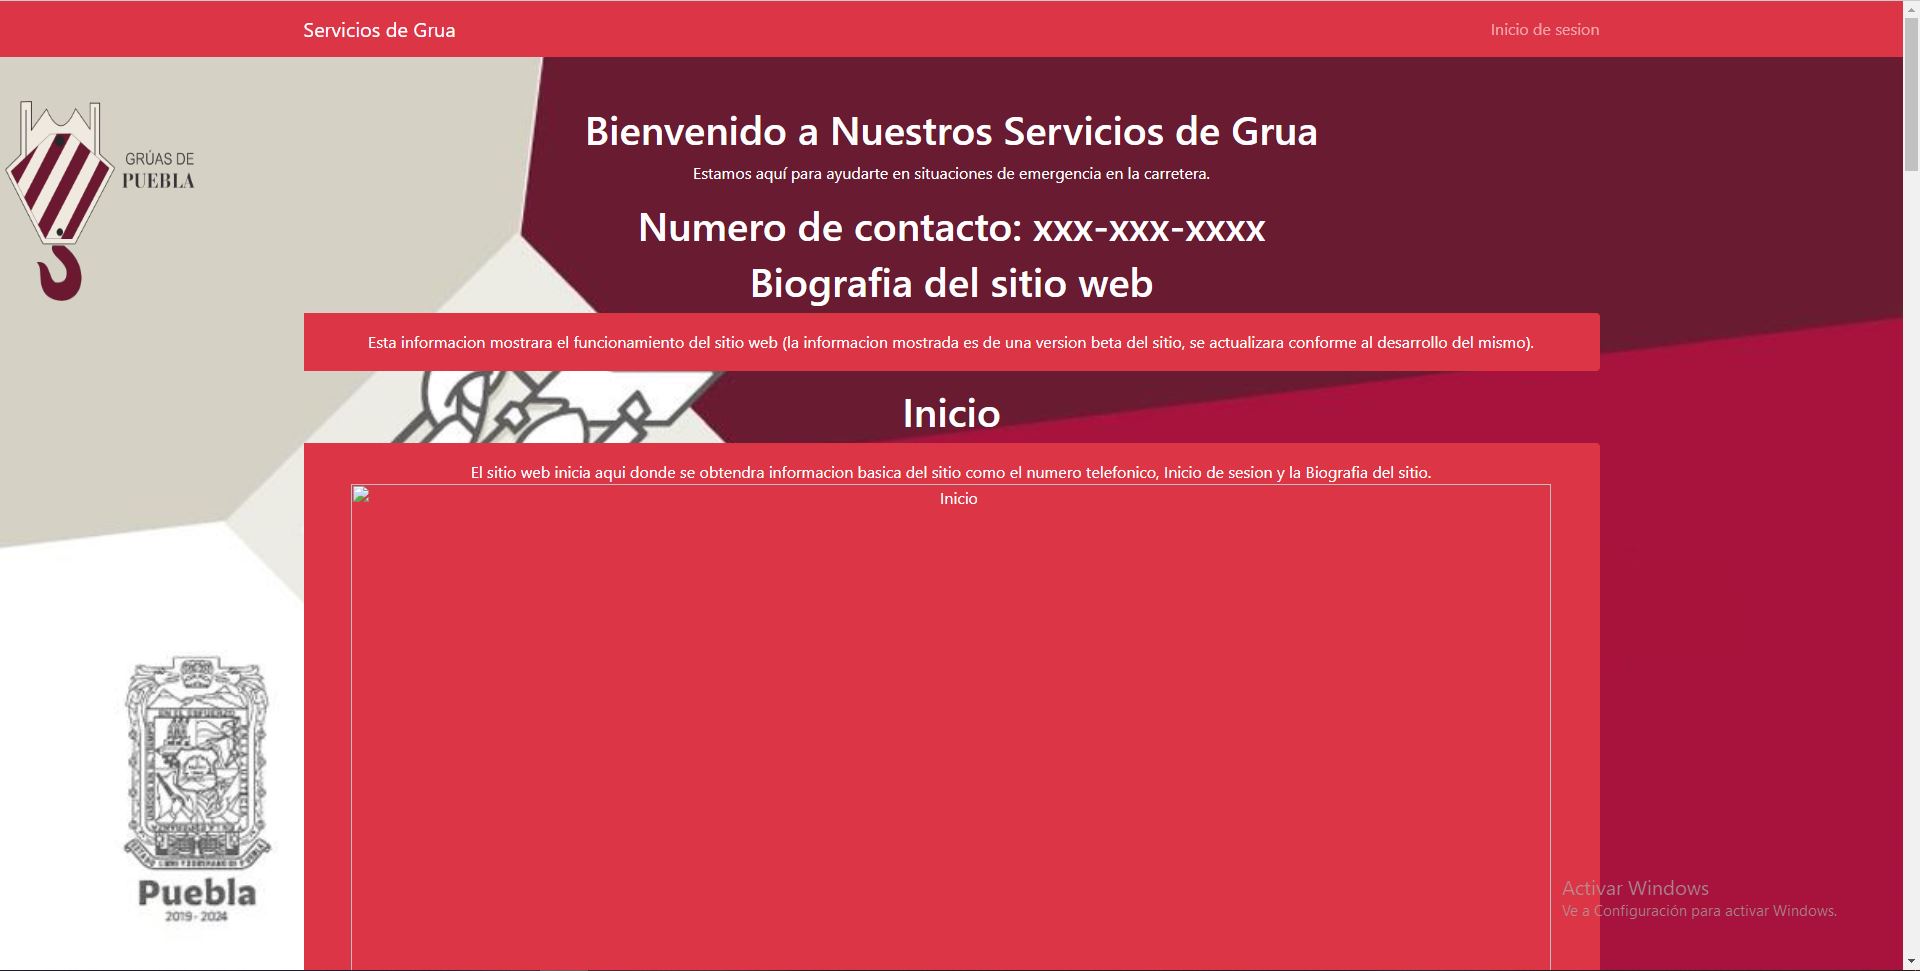 Servicios de Grua
Inicio de sesion
GRÚAS DE
PUEBLA
Bienvenido a Nuestros Servicios de Grua
Estamos aquí para ayudarte en situaciones de emergencia en la carretera.
Numero de contacto: xxx-xxx-xxxx
Biografia del sitio web
Esta informacion mostrara el funcionamiento del sitio web (la informacion mostrada es de una version beta del sitio, se actualizara conforme al desarrollo del mismo).
Inicio
El sitio web inicia aqui donde se obtendra informacion basica del sitio como el numero telefonico, Inicio de sesion y la Biografia del sitio.
Inicio
Puebla
2019 - 2024
Activar Windows
Ve a Configuración para activar Windows.